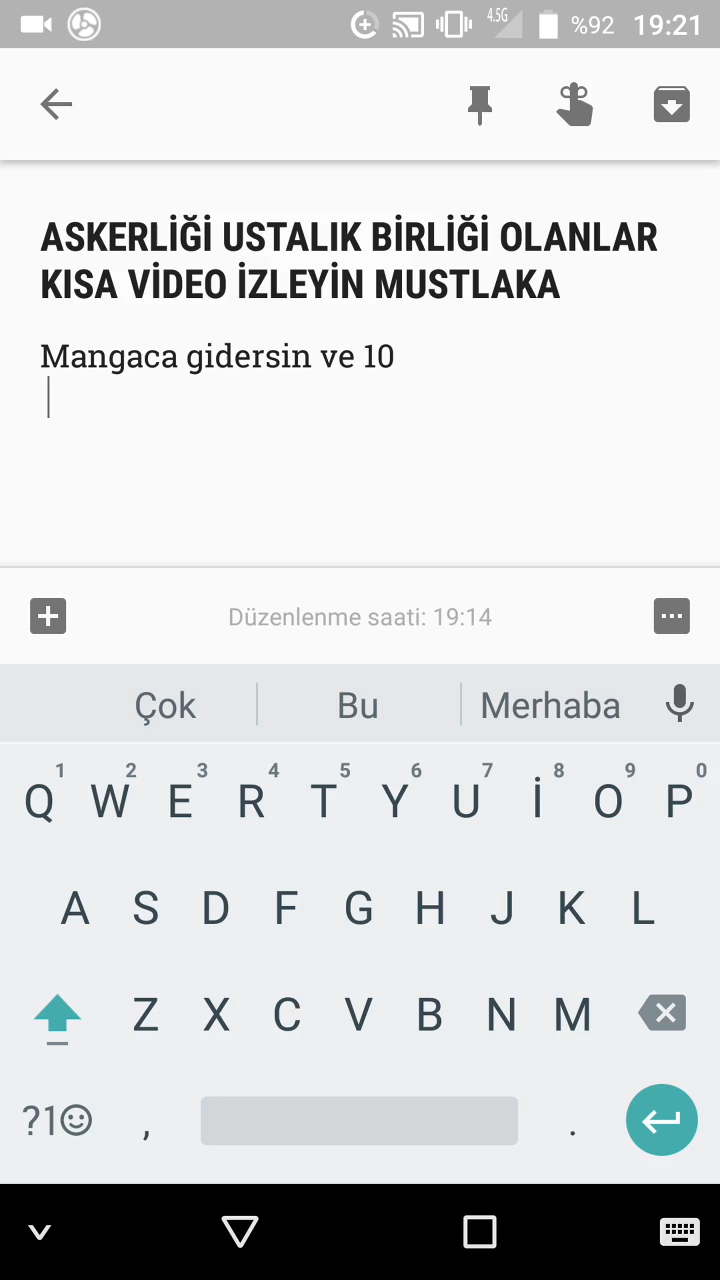 4.5G %92 19:21
ASKERLİĞİ USTALIK BİRLİĞİ OLANLAR
KISA VİDEO İZLEYİN MUSTLAKA
Mangaca gidersin ve 10
Düzenlenme saati: 19:14
Çok Bu Merhaba
1 2 3 4 5 6 7 8 9 0
Q W E R T Y U İ O P
A S D F G H J K L
Z X C V B N M
?1☺ , .